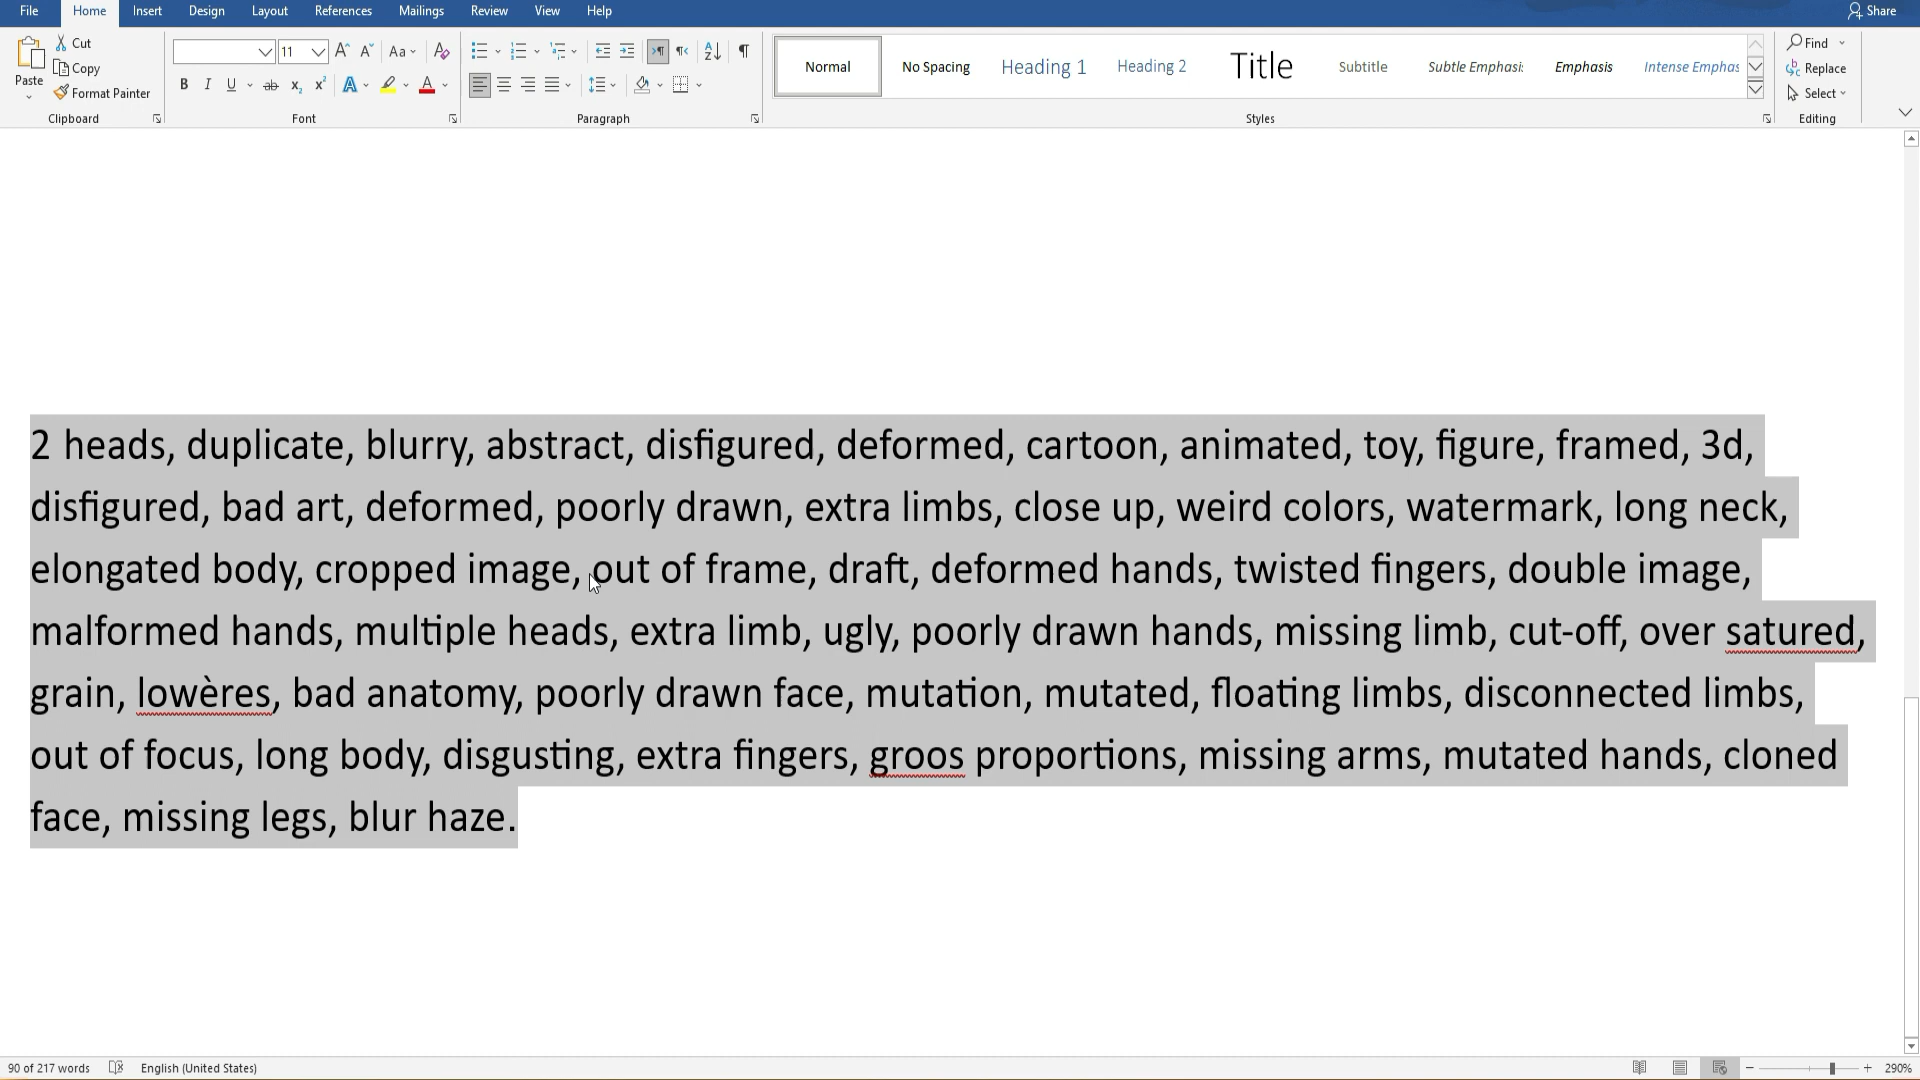 File Home Insert Design Layout References Mailings Review View Help Share
Cut
Copy
Format Painter
Paste
Clipboard
11
Aa
Font
Paragraph
Normal No Spacing Heading 1 Heading 2 Title Subtitle Subtle Emphasi: Emphasis Intense Emphas
Styles
Find
Replace
Select
Editing
2 heads, duplicate, blurry, abstract, disfigured, deformed, cartoon, animated, toy, figure, framed, 3d,
disfigured, bad art, deformed, poorly drawn, extra limbs, close up, weird colors, watermark, long neck,
elongated body, cropped image, out of frame, draft, deformed hands, twisted fingers, double image,
malformed hands, multiple heads, extra limb, ugly, poorly drawn hands, missing limb, cut-off, over satured,
grain, lowères, bad anatomy, poorly drawn face, mutation, mutated, floating limbs, disconnected limbs,
out of focus, long body, disgusting, extra fingers, groos proportions, missing arms, mutated hands, cloned
face, missing legs, blur haze.
90 of 217 words English (United States) 290%